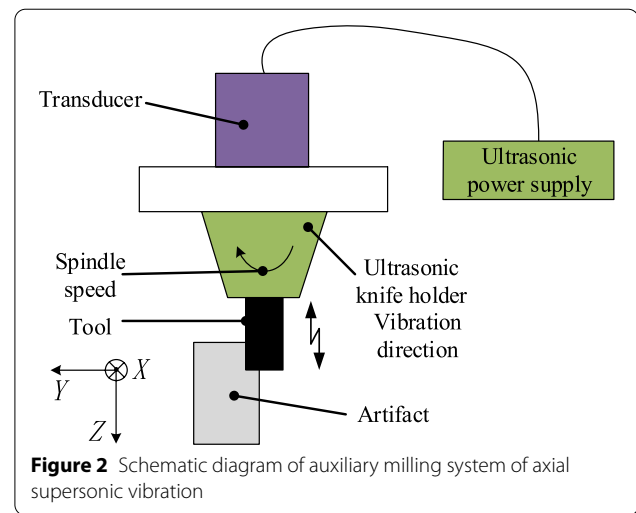 Transducer
Ultrasonic
power supply
Spindle
speed
Ultrasonic
knife holder
Tool
Vibration
direction
Y
X
Z
Artifact
Figure 2 Schematic diagram of auxiliary milling system of axial
supersonic vibration